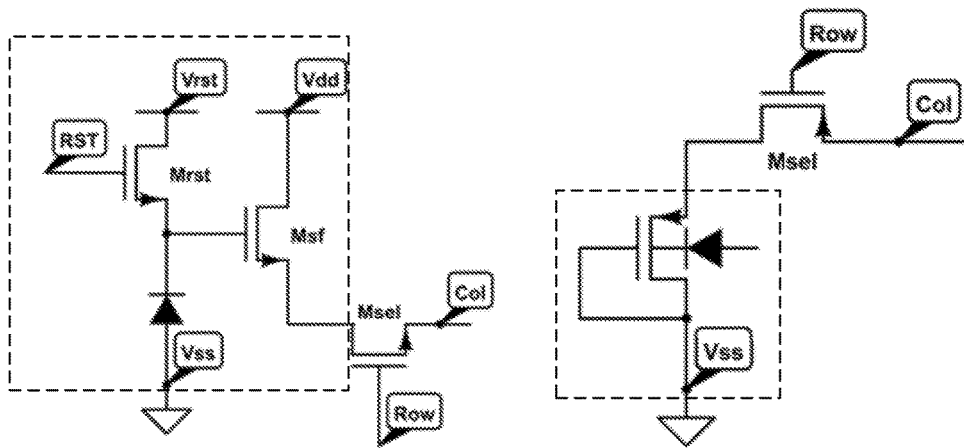 Vrst
Vdd
RST
Mrst
Msf
Msel
Col
Vss
Row
Row
Col
Msel
Vss